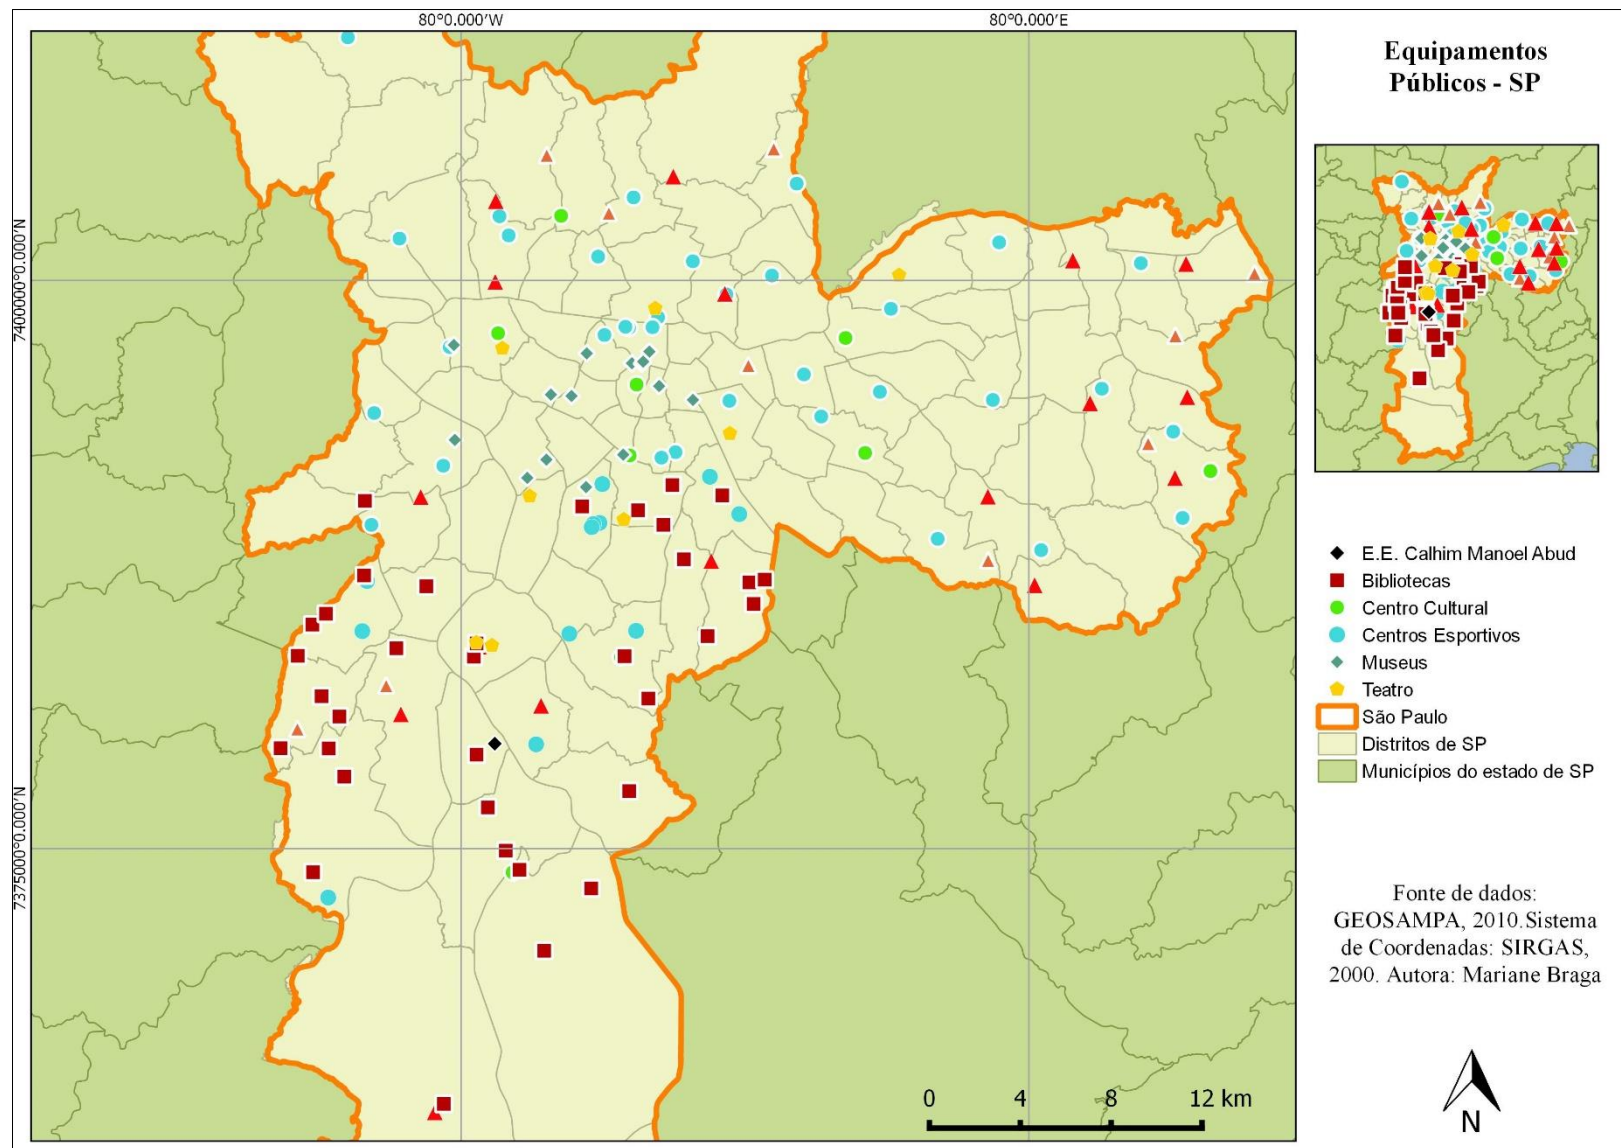 80°0.000′W
80°0.000′E
7400000°0.000′N
7375000°0.000′N
0
4
8
12 km
Equipamentos
Públicos - SP
E.E. Calhim Manoel Abud
Bibliotecas
Centro Cultural
Centros Esportivos
Museus
Teatro
São Paulo
Distritos de SP
Municípios do estado de SP
Fonte de dados:
GEOSAMPA, 2010.Sistema
de Coordenadas: SIRGAS,
2000. Autora: Mariane Braga
N